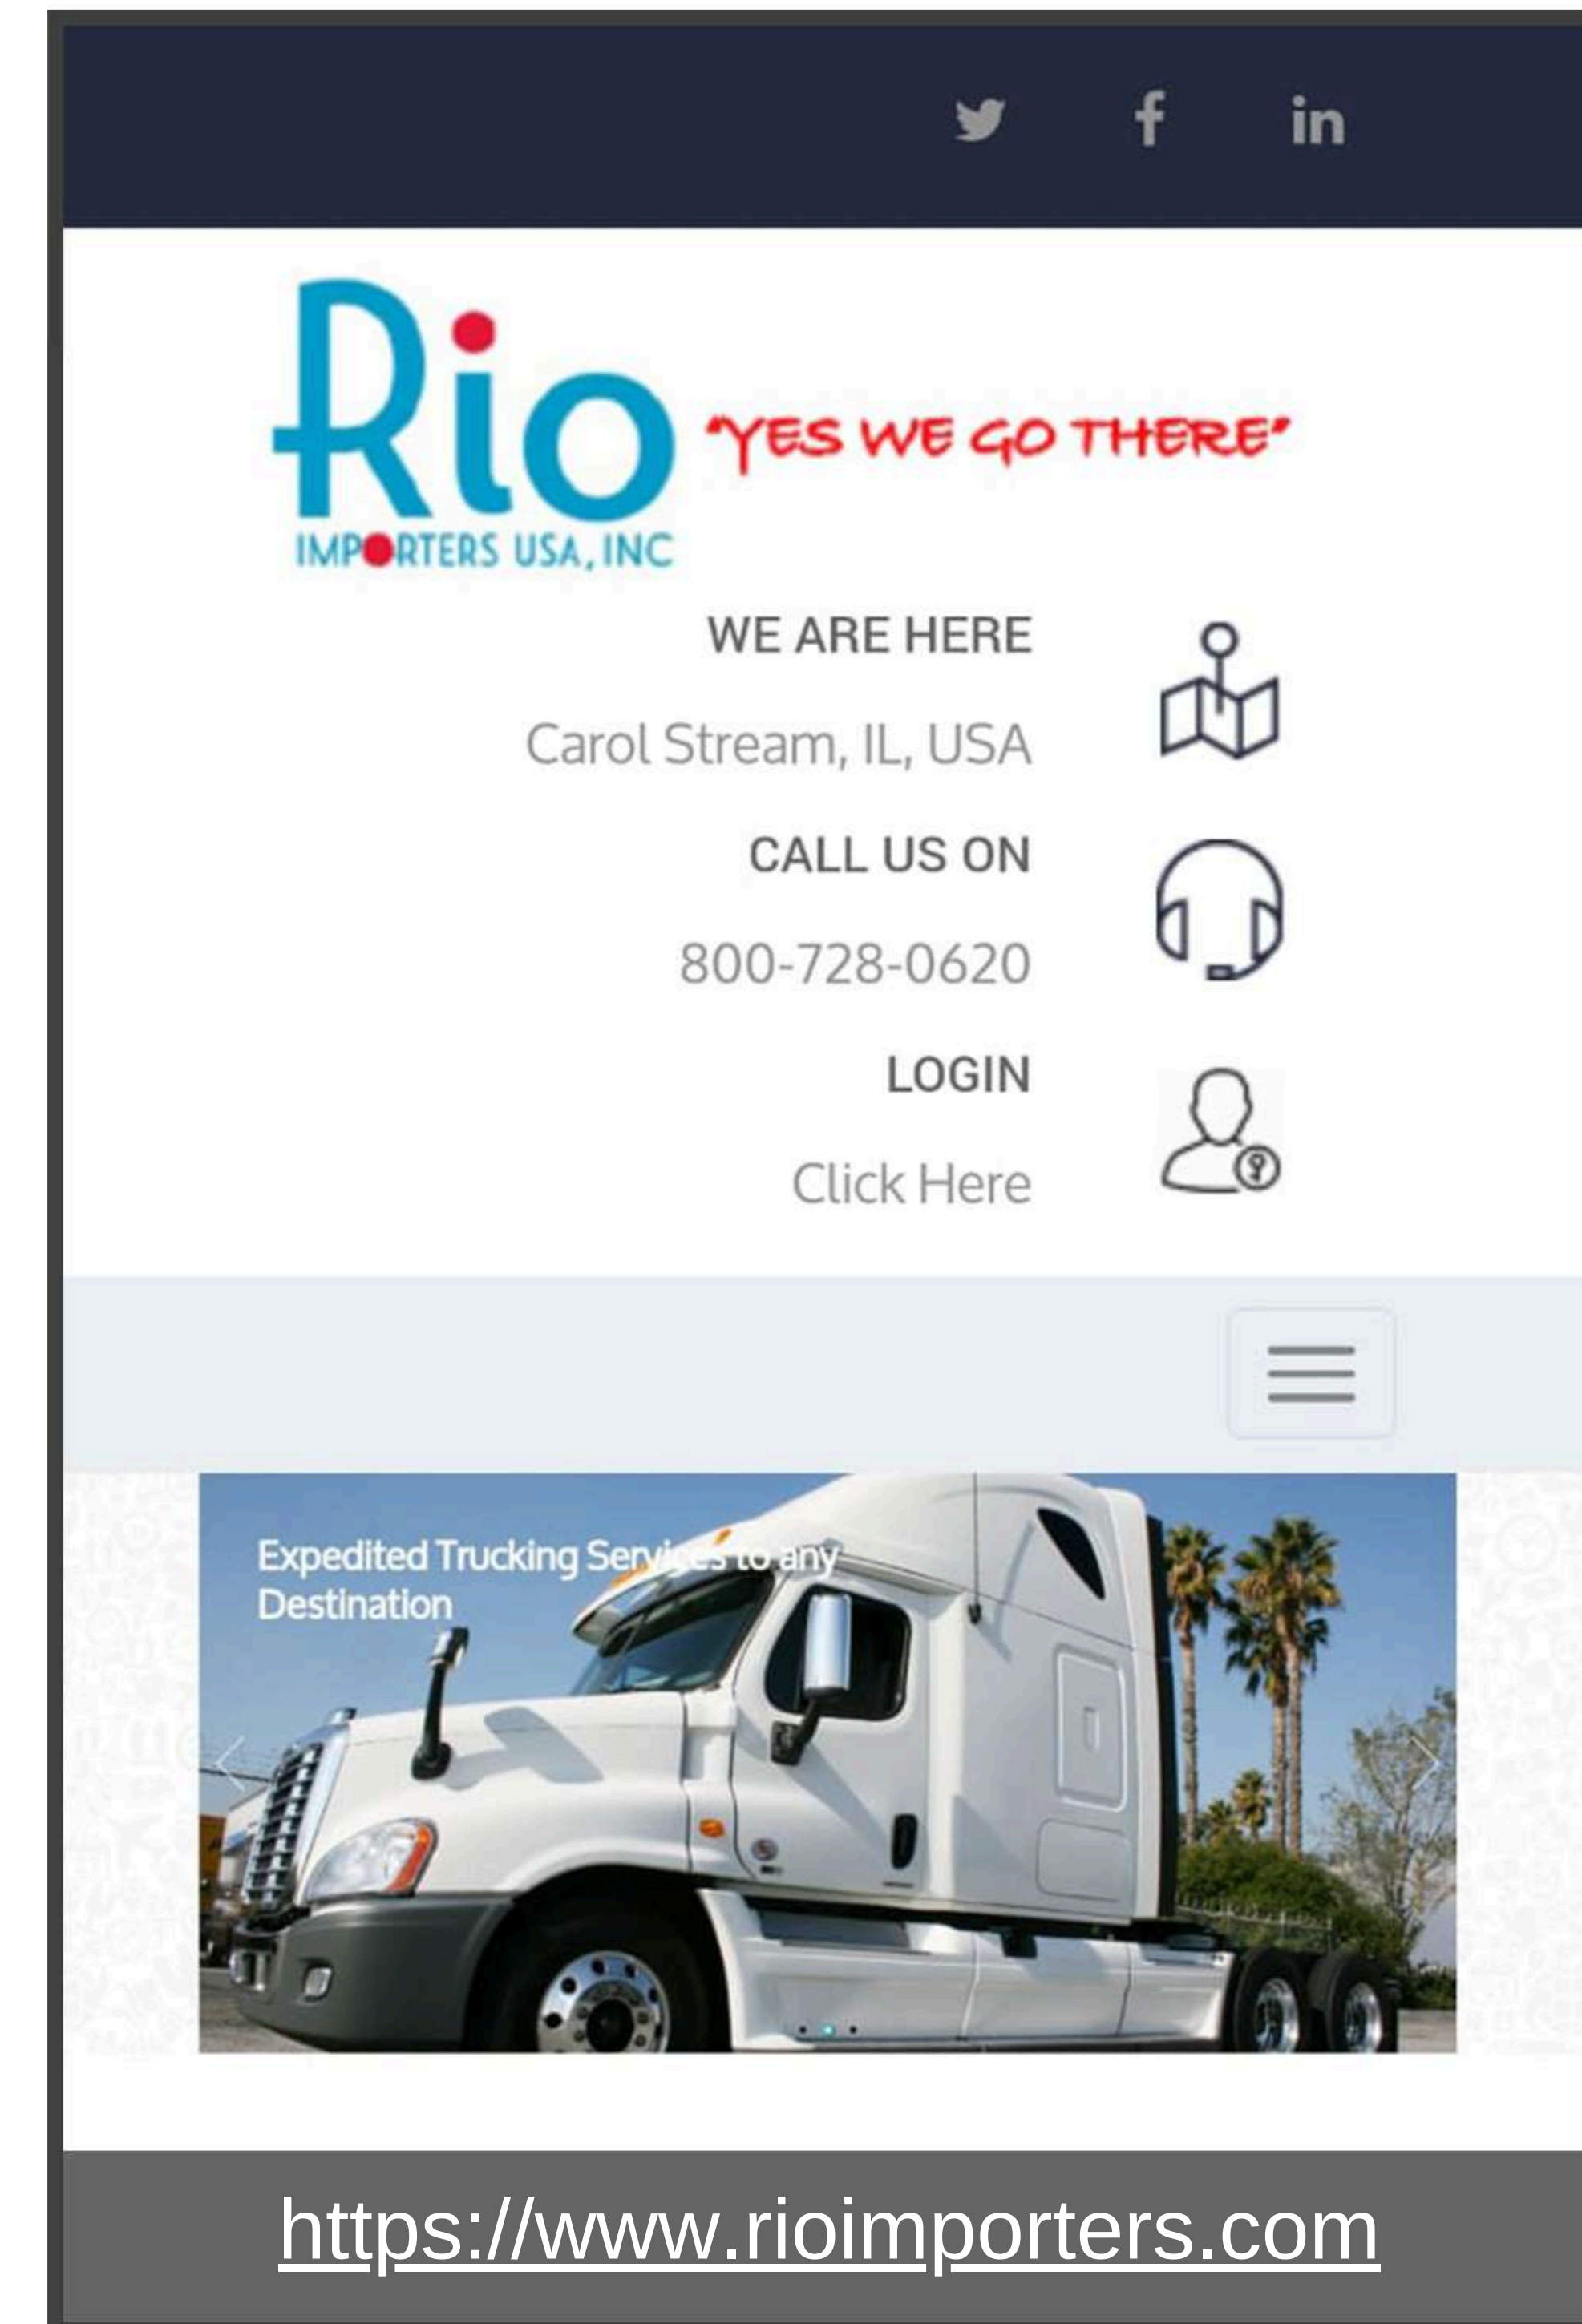 Rio
IMPORTERS USA, INC
"YES WE GO THERE"
WE ARE HERE
Carol Stream, IL, USA
CALL US ON
800-728-0620
LOGIN
Click Here
Expedited Trucking Services to any
Destination
https://www.rioimporters.com